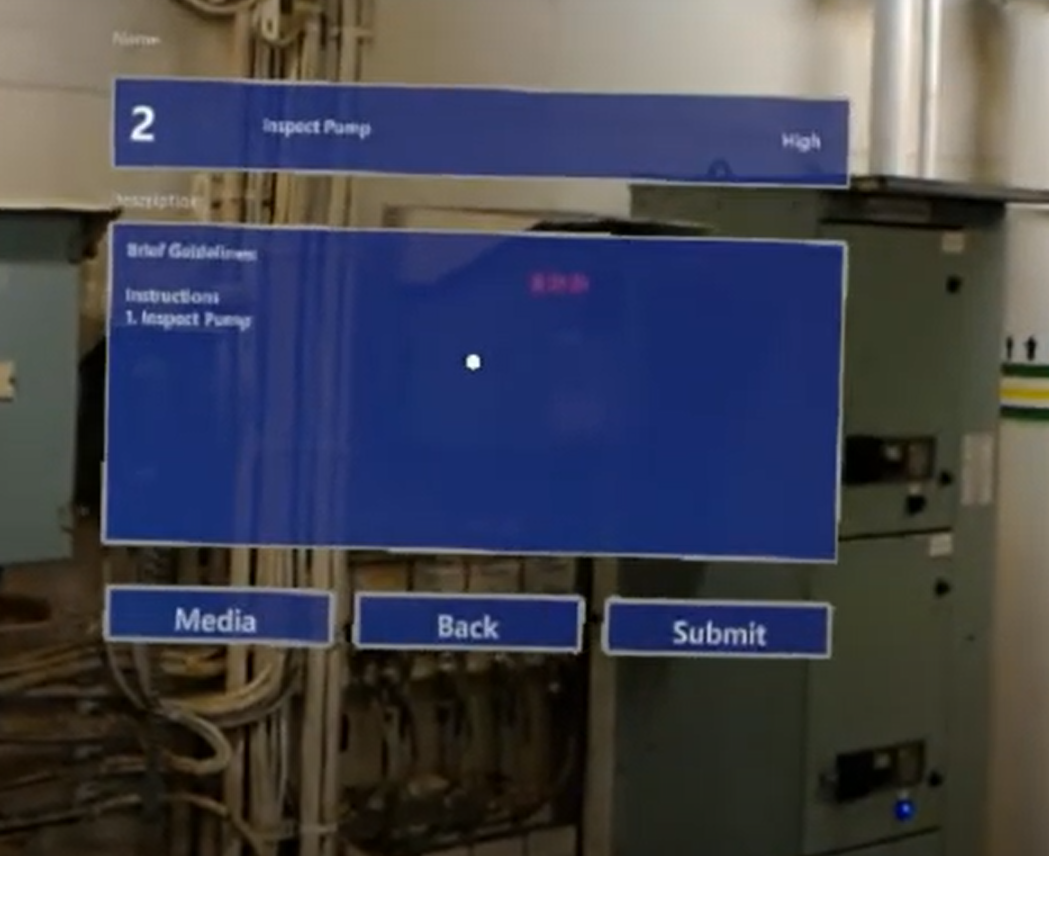 Name
2
Inspect Pump
High
Description
Brief Guidelines
Instructions
1. Inspect Pump
Media
Back
Submit